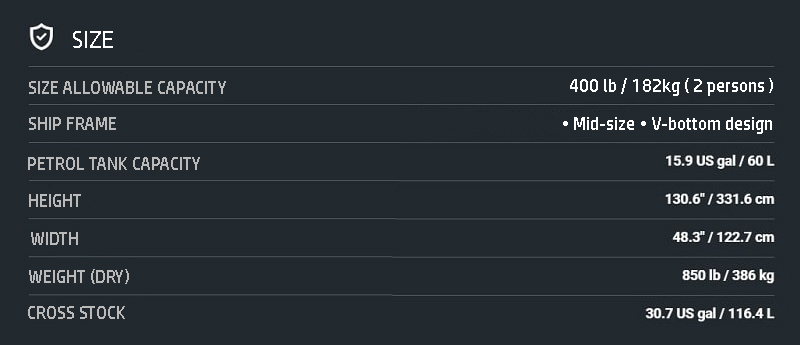 SIZE
SIZE ALLOWABLE CAPACITY 400 lb / 182kg ( 2 persons )
SHIP FRAME • Mid-size • V-bottom design
PETROL TANK CAPACITY 15.9 US gal / 60 L
HEIGHT 130.6" / 331.6 cm
WIDTH 48.3" / 122.7 cm
WEIGHT (DRY) 850 lb / 386 kg
CROSS STOCK 30.7 US gal / 116.4 L